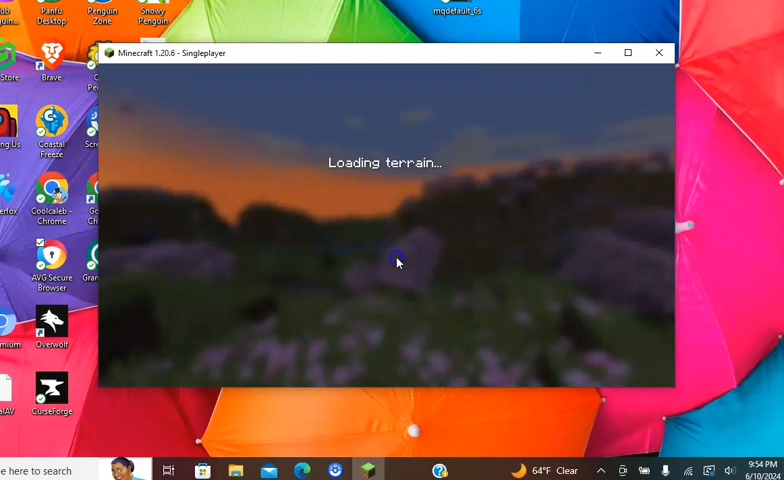 Panfu
Desktop
Penguin
Zone
Snowy
Penguin
mqdefault_6s
Minecraft 1.20.6 - Singleplayer
Store
Brave
Loading terrain...
Coastal
Freeze
Coolcaleb -
Chrome
AVG Secure
Browser
Overwolf
CurseForge
here to search
64°F Clear
9:54 PM
6/10/2024